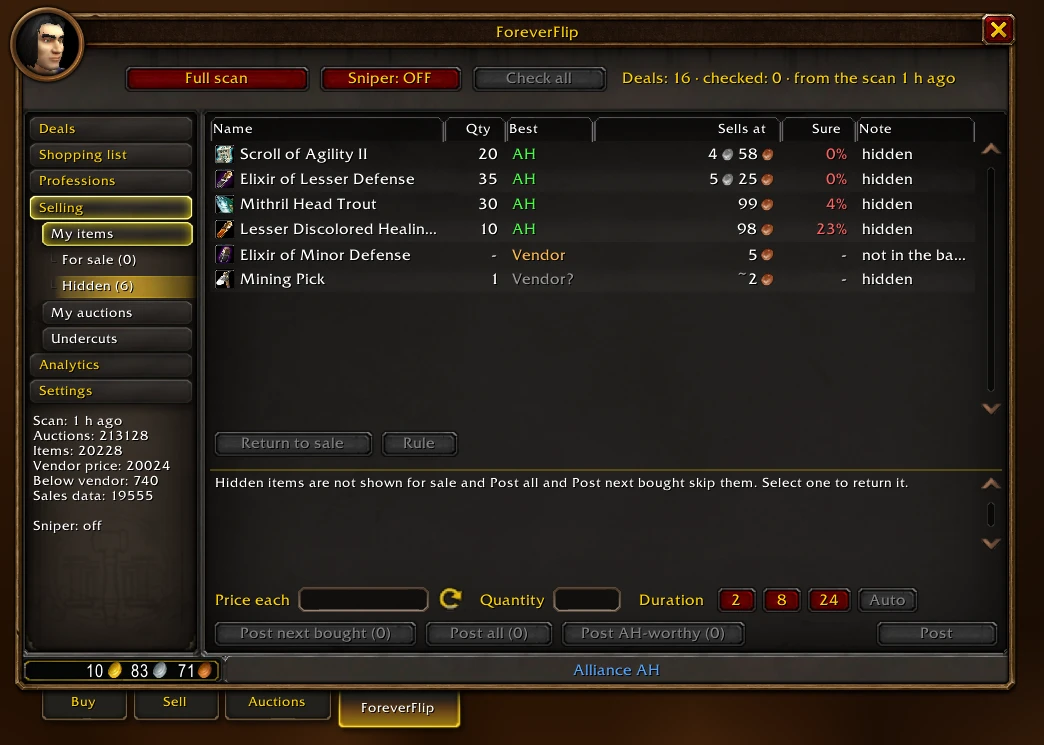 ForeverFlip
Full scan
Sniper: OFF
Check all
Deals: 16 · checked: 0 · from the scan 1 h ago
Deals
Shopping list
Professions
Selling
My items
For sale (0)
Hidden (6)
My auctions
Undercuts
Analytics
Settings
Scan: 1 h ago
Auctions: 213128
Items: 20228
Vendor price: 20024
Below vendor: 740
Sales data: 19555
Sniper: off
Name Qty Best Sells at Sure Note
Scroll of Agility II 20 AH 4 58 0% hidden
Elixir of Lesser Defense 35 AH 5 25 0% hidden
Mithril Head Trout 30 AH 99 4% hidden
Lesser Discolored Healin... 10 AH 98 23% hidden
Elixir of Minor Defense - Vendor 5 - not in the ba...
Mining Pick 1 Vendor? ~2 - hidden
Return to sale
Rule
Hidden items are not shown for sale and Post all and Post next bought skip them. Select one to return it.
Price each
Quantity
Duration 2 8 24 Auto
Post next bought (0)
Post all (0)
Post AH-worthy (0)
Post
10 83 71
Alliance AH
Buy
Sell
Auctions
ForeverFlip